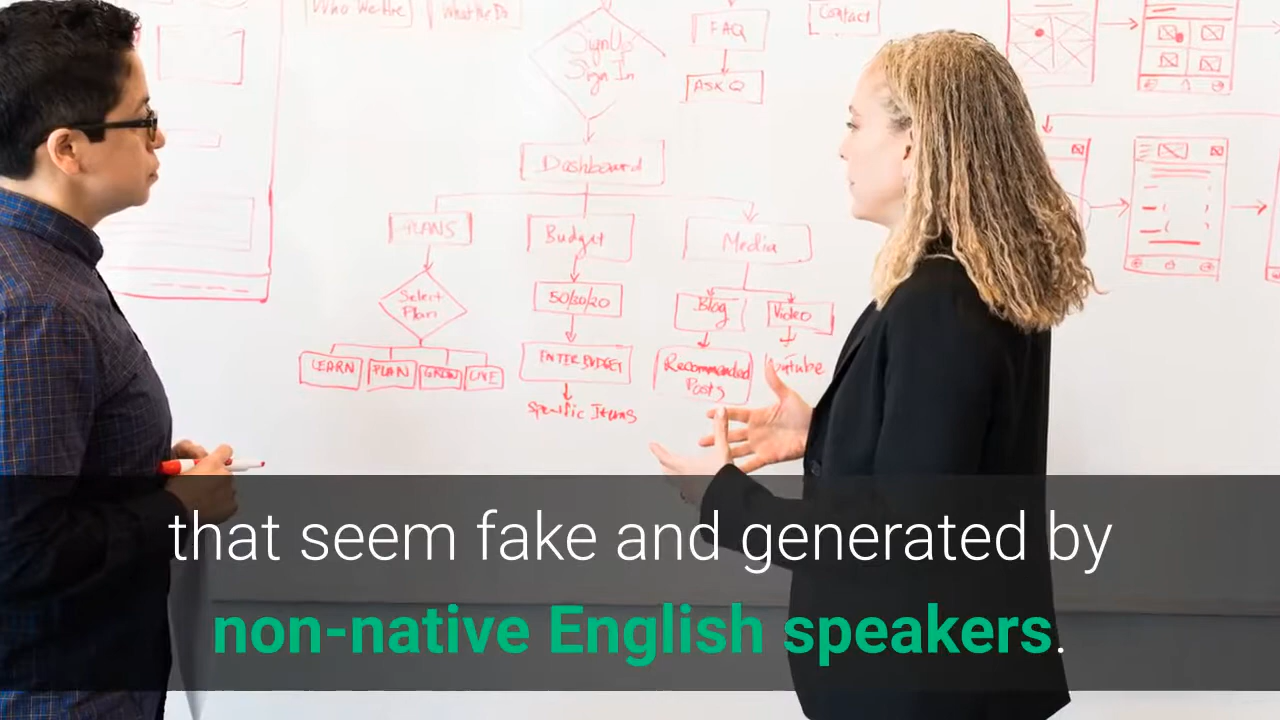 Who We Are
What We Do
Contact
FAQ
ASK Q
SignUp
Sign In
Dashboard
PLANS
Budget
Media
Select
Plan
50/30/20
Blog
Video
LEARN
PLAN
GROW
LIVE
ENTER BUDGET
Recommended
Posts
YouTube
Specific Items
that seem fake and generated by
non-native English speakers.